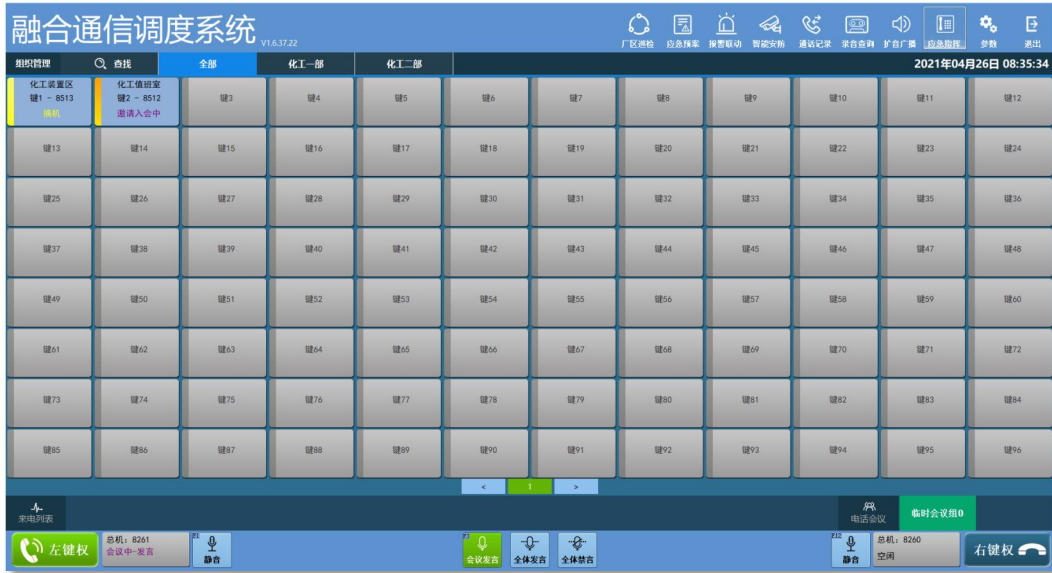 融合通信调度系统 V1.6.37.22
厂区巡检 应急预案 报警联动 智能安防 通话记录 录音查询 扩音广播 应急指挥 参数 退出
组织管理 查找 全部 化工一部 化工二部 2021年04月26日 08:35:34
化工装置区
键1 - 8513
摘机
化工值班室
键2 - 8512
邀请入会中
键3 键4 键5 键6 键7 键8 键9 键10 键11 键12
键13 键14 键15 键16 键17 键18 键19 键20 键21 键22 键23 键24
键25 键26 键27 键28 键29 键30 键31 键32 键33 键34 键35 键36
键37 键38 键39 键40 键41 键42 键43 键44 键45 键46 键47 键48
键49 键50 键51 键52 键53 键54 键55 键56 键57 键58 键59 键60
键61 键62 键63 键64 键65 键66 键67 键68 键69 键70 键71 键72
键73 键74 键75 键76 键77 键78 键79 键80 键81 键82 键83 键84
键85 键86 键87 键88 键89 键90 键91 键92 键93 键94 键95 键96
< 1 >
来电列表 电话会议 临时会议组0
左键权
总机: 8261
会议中-发言
F1
静音
会议发言
全体发言
全体禁言
F12
静音
总机: 8260
空闲
右键权